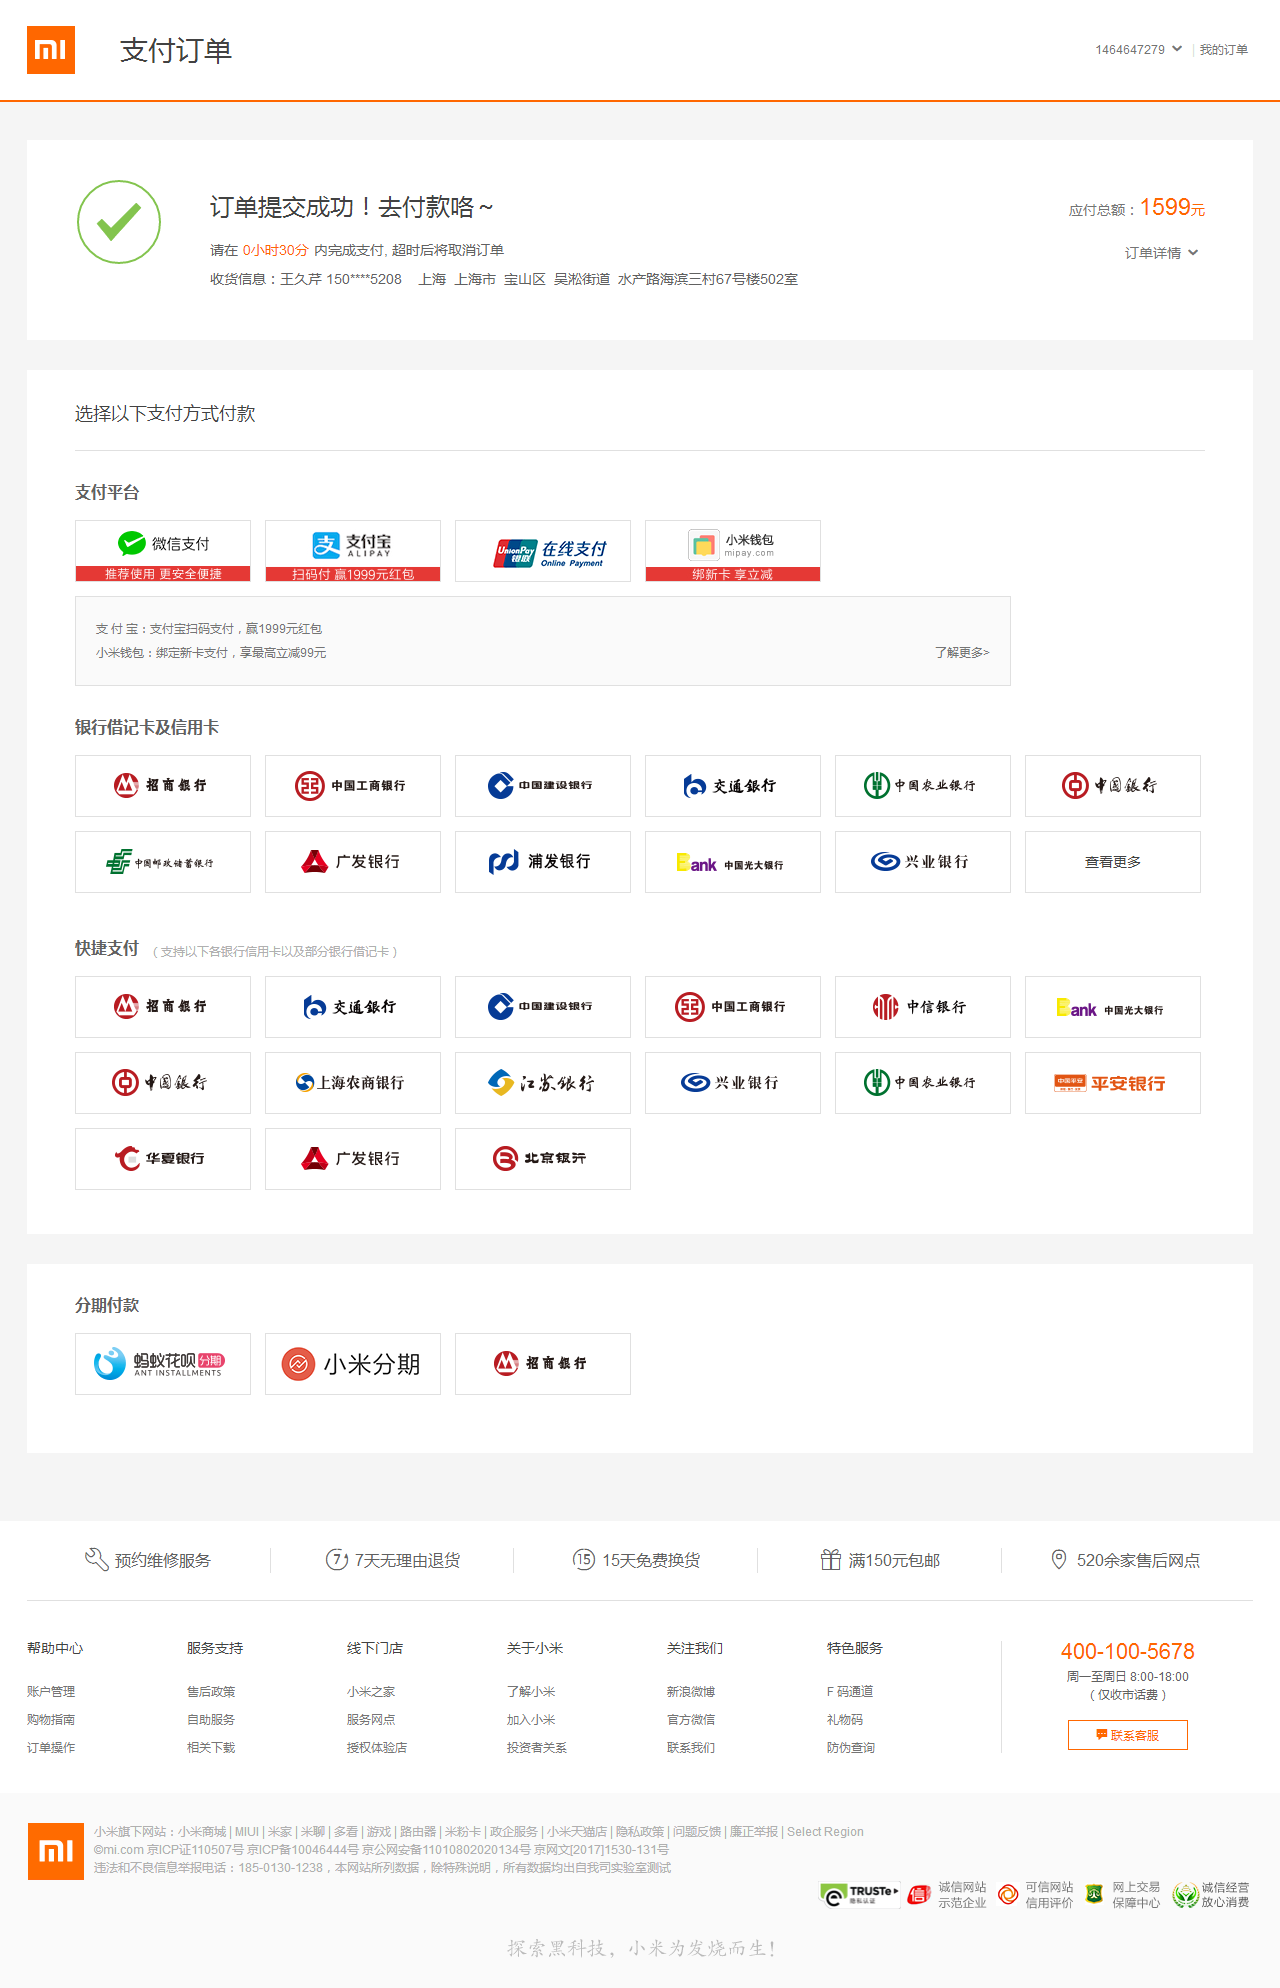 支付订单
1464647279 | 我的订单
订单提交成功！去付款咯～
应付总额：1599元
请在 0小时30分 内完成支付, 超时后将取消订单
订单详情
收货信息：王久芹 150****5208 上海 上海市 宝山区 吴淞街道 水产路海滨三村67号楼502室
选择以下支付方式付款
支付平台
微信支付
推荐使用 更安全便捷
支付宝
ALIPAY
扫码付 赢1999元红包
UnionPay 银联 在线支付
Online Payment
小米钱包
mipay.com
绑新卡 享立减
支 付 宝：支付宝扫码支付，赢1999元红包
小米钱包：绑定新卡支付，享最高立减99元
了解更多>
银行借记卡及信用卡
招商银行 中国工商银行 中国建设银行 交通银行 中国农业银行 中国银行
中国邮政储蓄银行 广发银行 浦发银行 Bank 中国光大银行 兴业银行 查看更多
快捷支付 （支持以下各银行信用卡以及部分银行借记卡）
招商银行 交通银行 中国建设银行 中国工商银行 中信银行 Bank 中国光大银行
中国银行 上海农商银行 江苏银行 兴业银行 中国农业银行 中国平安 平安银行
华夏银行 广发银行 北京银行
分期付款
蚂蚁花呗 分期
ANT INSTALLMENTS
小米分期
招商银行
预约维修服务 7天无理由退货 15天免费换货 满150元包邮 520余家售后网点
帮助中心 服务支持 线下门店 关于小米 关注我们 特色服务
账户管理 售后政策 小米之家 了解小米 新浪微博 F 码通道
购物指南 自助服务 服务网点 加入小米 官方微信 礼物码
订单操作 相关下载 授权体验店 投资者关系 联系我们 防伪查询
400-100-5678
周一至周日 8:00-18:00
（仅收市话费）
联系客服
小米旗下网站：小米商城 | MIUI | 米家 | 米聊 | 多看 | 游戏 | 路由器 | 米粉卡 | 政企服务 | 小米天猫店 | 隐私政策 | 问题反馈 | 廉正举报 | Select Region
©mi.com 京ICP证110507号 京ICP备10046444号 京公网安备11010802020134号 京网文[2017]1530-131号
违法和不良信息举报电话：185-0130-1238，本网站所列数据，除特殊说明，所有数据均出自我司实验室测试
TRUSTe 隐私认证
诚信网站 示范企业
可信网站 信用评价
网上交易 保障中心
诚信经营 放心消费
探索黑科技，小米为发烧而生!